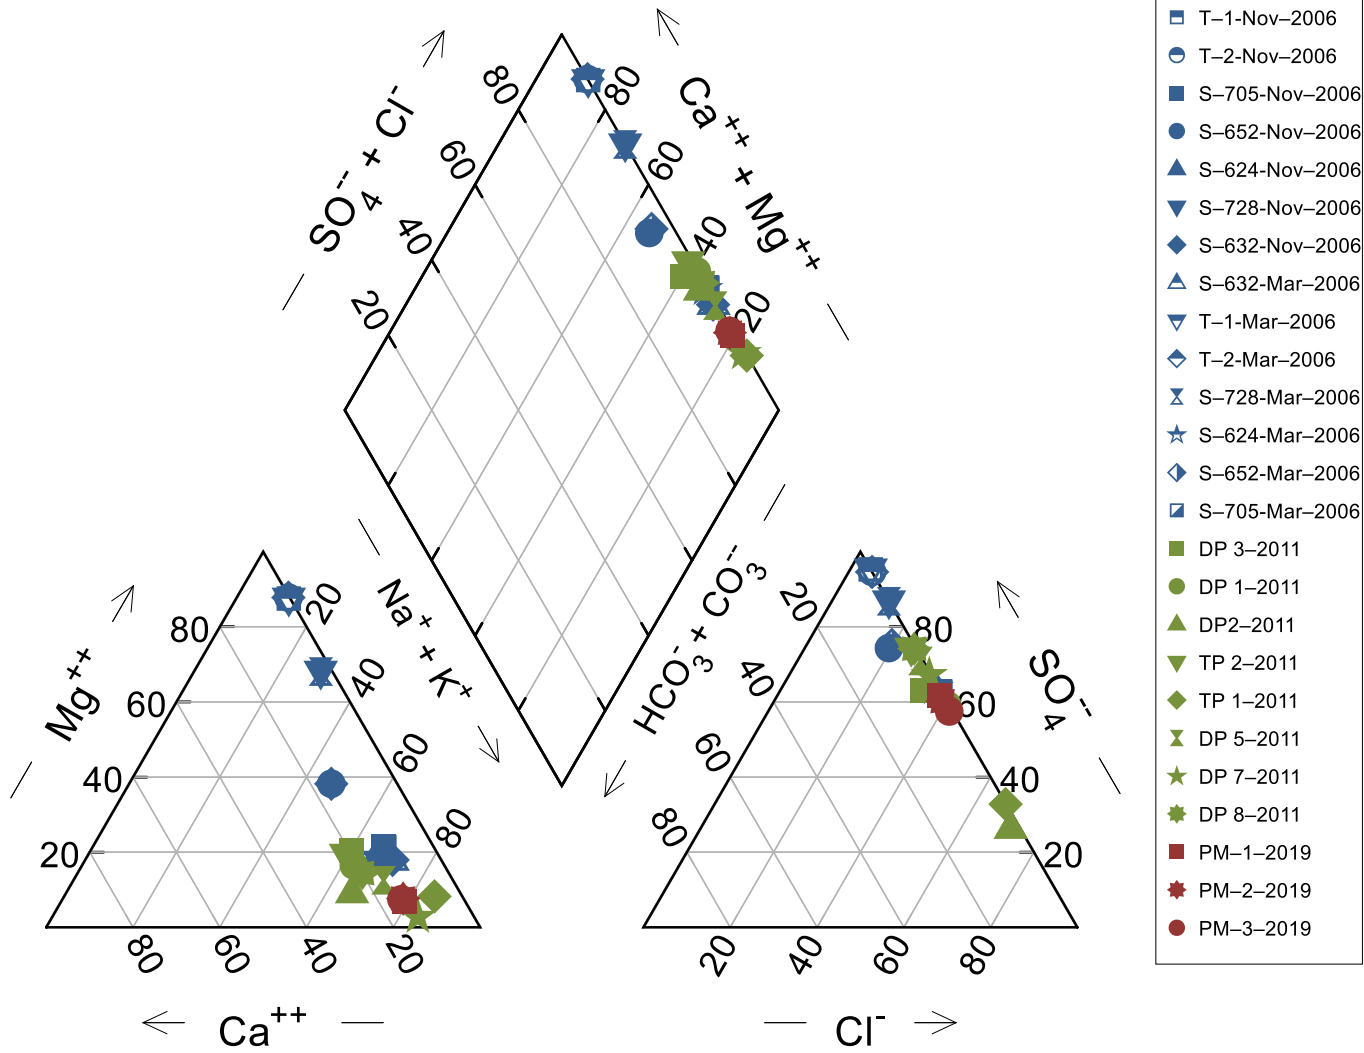 80
80
60
60
40
40
20
20
SO4-- + Cl-
Ca++ + Mg++
Mg++
Na+ + K+
HCO3- + CO3--
SO4--
80
60
40
20
20
40
60
80
80
60
40
20
Ca++
20
40
60
80
80
60
40
20
20
40
60
80
Cl-
T–1-Nov–2006
T–2-Nov–2006
S–705-Nov–2006
S–652-Nov–2006
S–624-Nov–2006
S–728-Nov–2006
S–632-Nov–2006
S–632-Mar–2006
T–1-Mar–2006
T–2-Mar–2006
S–728-Mar–2006
S–624-Mar–2006
S–652-Mar–2006
S–705-Mar–2006
DP 3–2011
DP 1–2011
DP2–2011
TP 2–2011
TP 1–2011
DP 5–2011
DP 7–2011
DP 8–2011
PM–1–2019
PM–2–2019
PM–3–2019